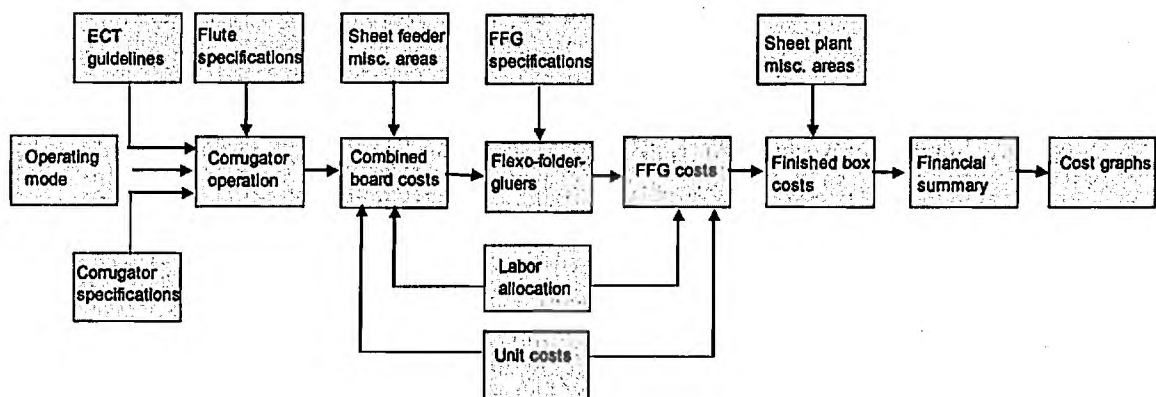 ECT
guidelines
Flute
specifications
Sheet feeder
misc. areas
FFG
specifications
Sheet plant
misc. areas
Operating
mode
Corrugator
operation
Combined
board costs
Flexo-folder-
gluers
FFG costs
Finished box
costs
Financial
summary
Cost graphs
Corrugator
specifications
Labor
allocation
Unit costs